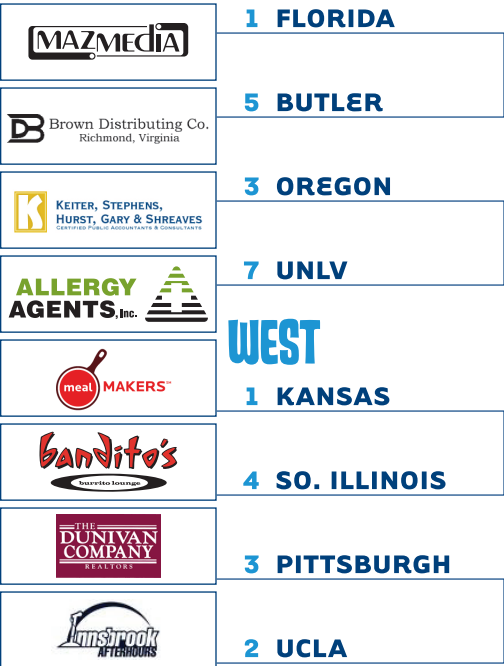 MAZMEDIA
1 FLORIDA
DB Brown Distributing Co.
Richmond, Virginia
5 BUTLER
K KEITER, STEPHENS,
HURST, GARY & SHREAVES
CERTIFIED PUBLIC ACCOUNTANTS & CONSULTANTS
3 OREGON
ALLERGY
AGENTS, Inc.
7 UNLV
WEST
meal MAKERS℠
1 KANSAS
bandito's
burrito lounge
4 SO. ILLINOIS
THE
DUNIVAN
COMPANY
REALTORS
3 PITTSBURGH
Innsbrook
AFTERHOURS
2 UCLA